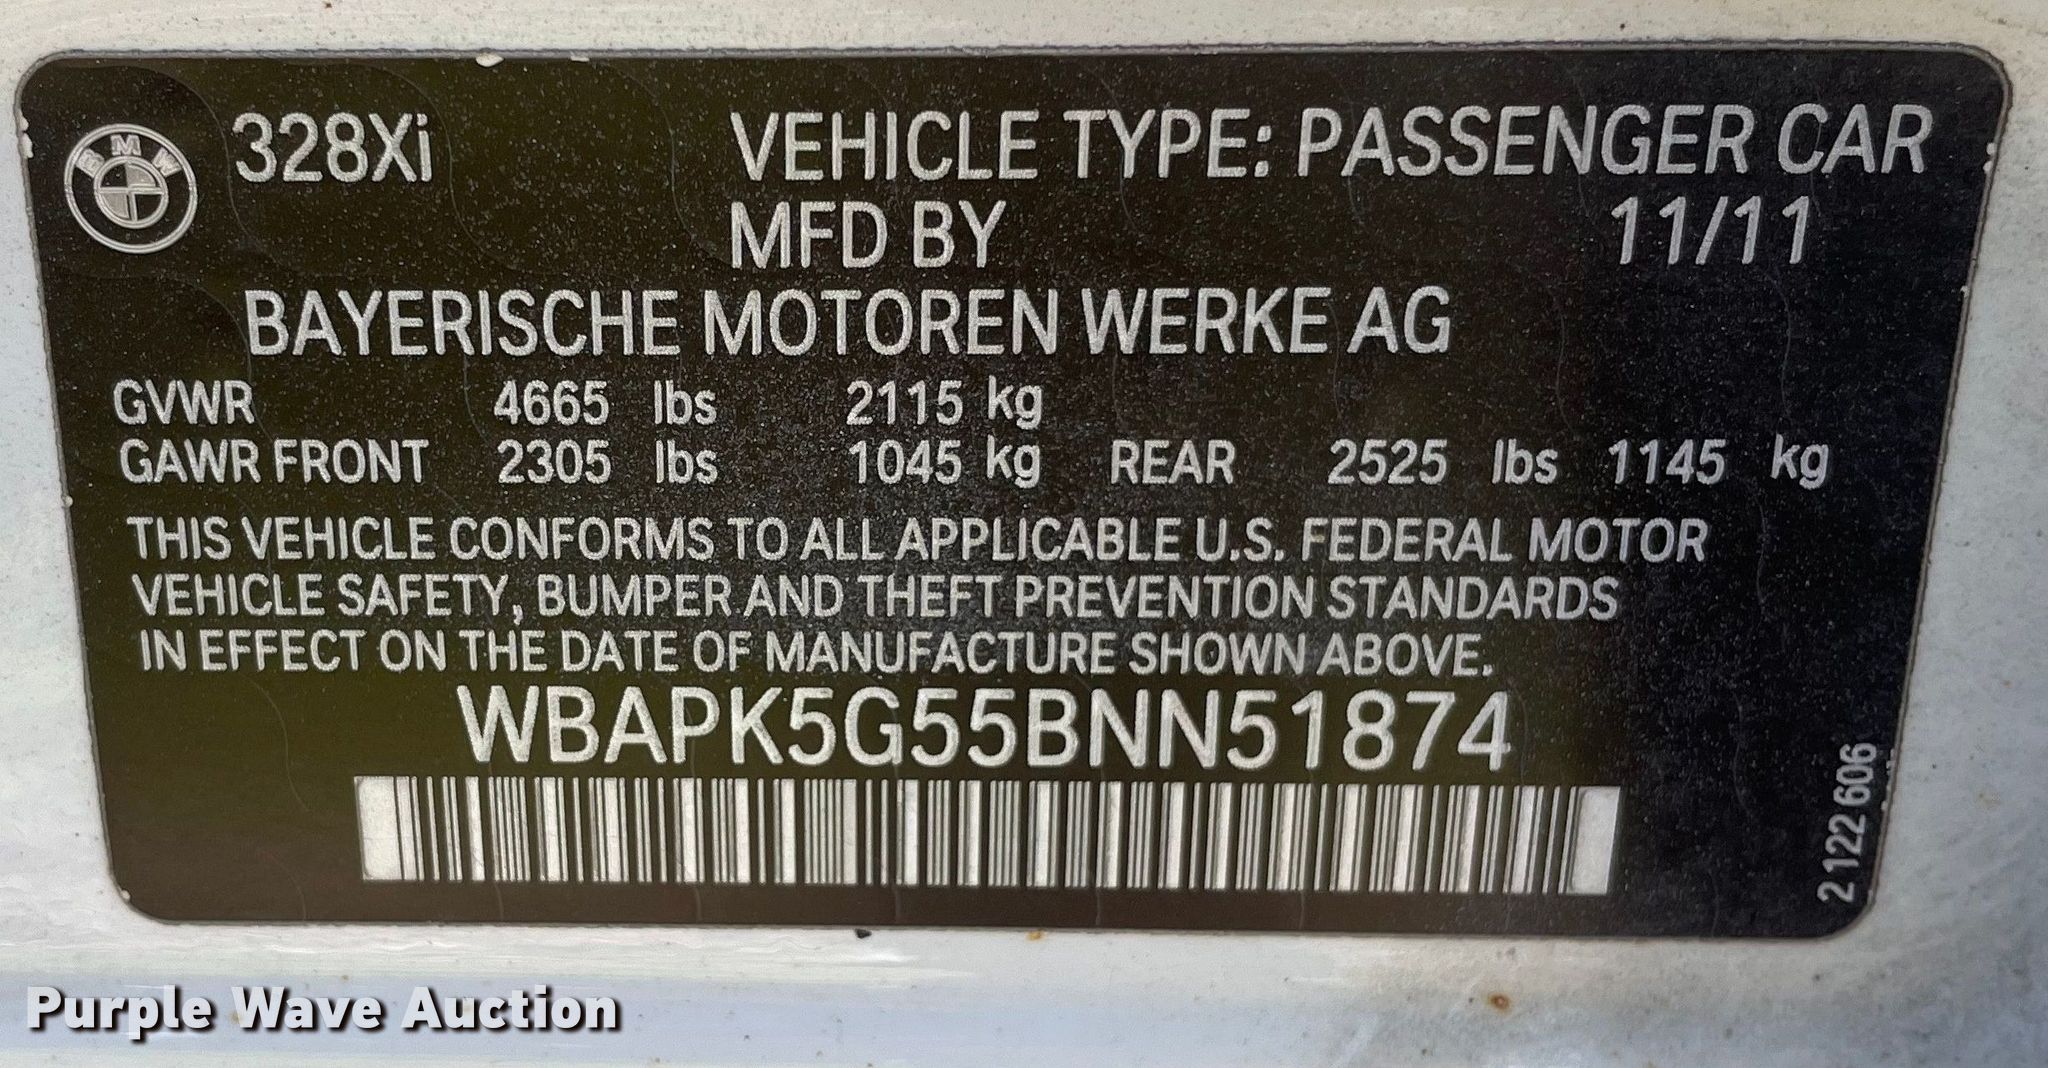 BMW
328Xi
VEHICLE TYPE: PASSENGER CAR
MFD BY 11/11
BAYERISCHE MOTOREN WERKE AG
GVWR 4665 lbs 2115 kg
GAWR FRONT 2305 lbs 1045 kg REAR 2525 lbs 1145 kg
THIS VEHICLE CONFORMS TO ALL APPLICABLE U.S. FEDERAL MOTOR
VEHICLE SAFETY, BUMPER AND THEFT PREVENTION STANDARDS
IN EFFECT ON THE DATE OF MANUFACTURE SHOWN ABOVE.
WBAPK5G55BNN51874
2 122 606
Purple Wave Auction